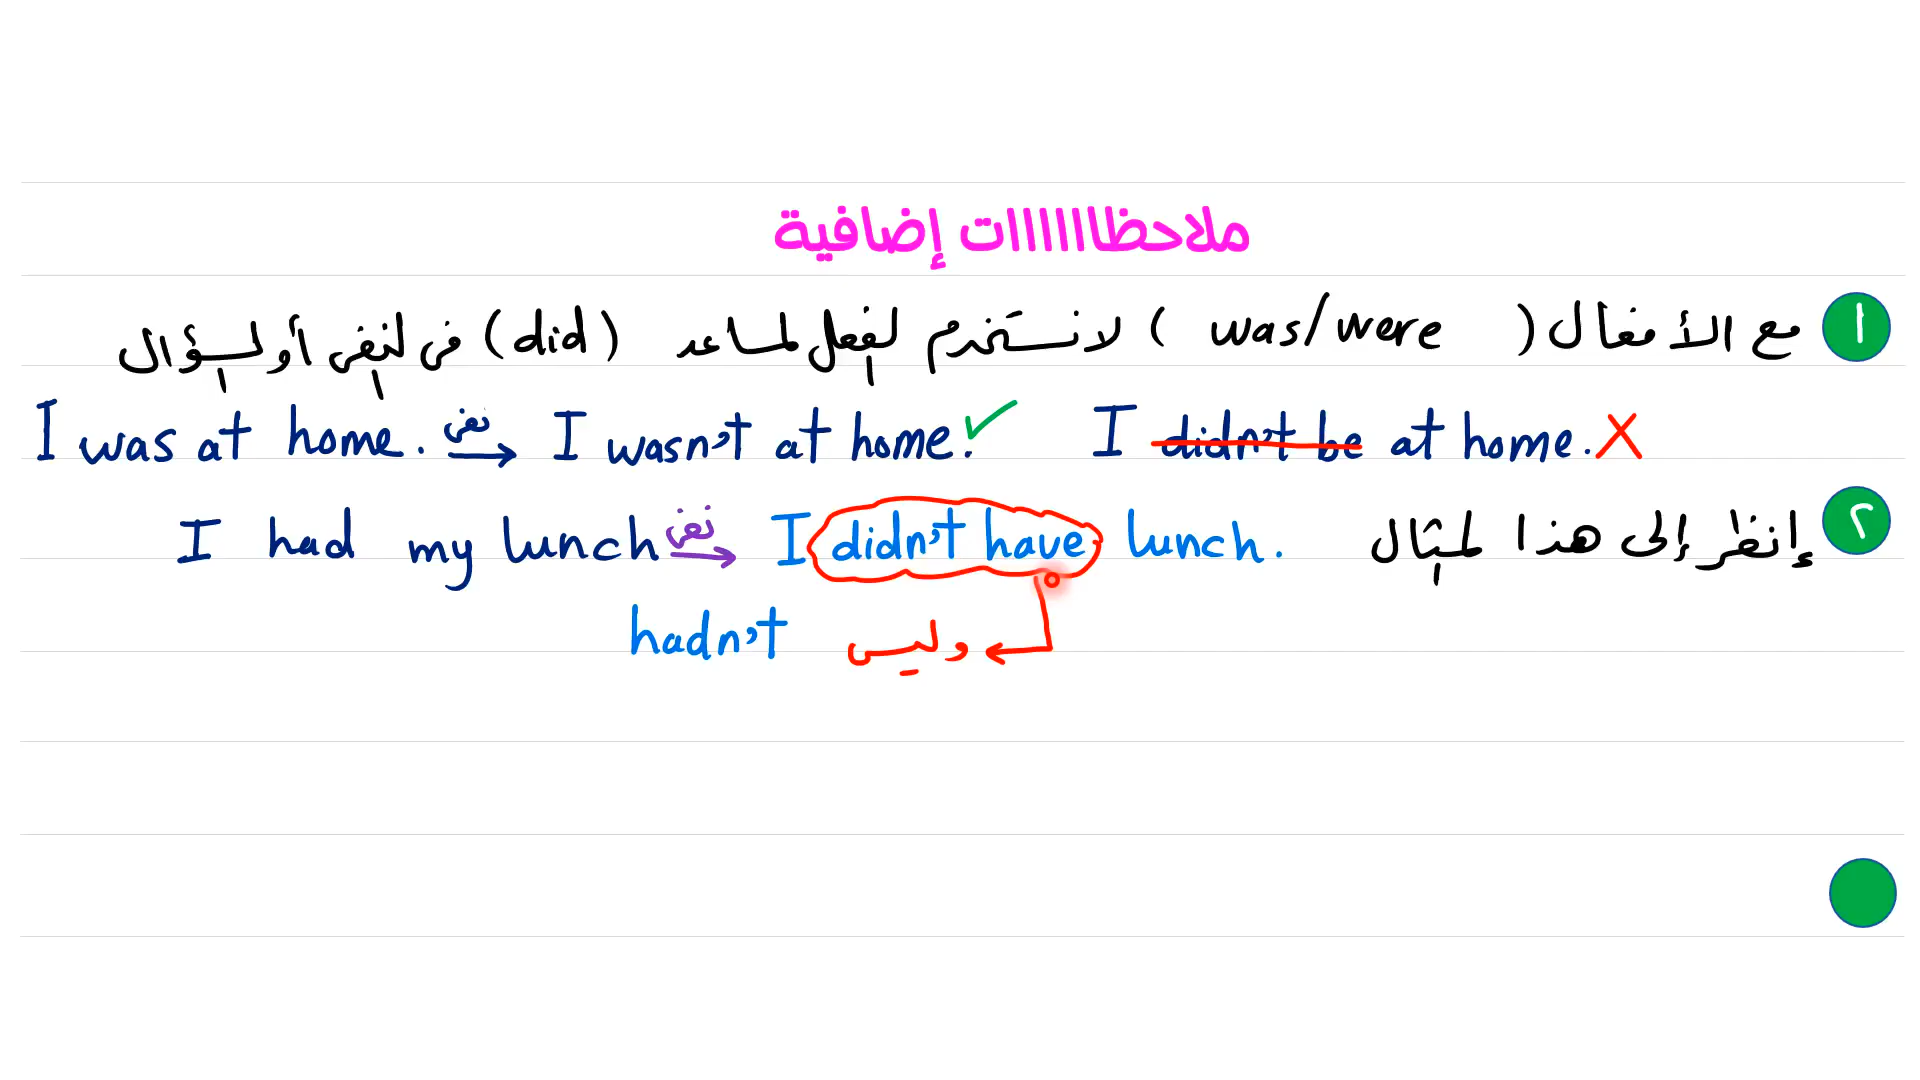 ملاحظاااااات إضافية
١ مع الأفعال ( was/were ) لا نستخدم الفعل المساعد (did) في النفي أو السؤال
I was at home. نفي → I wasn't at home. ✓ I didn't be at home. X
٢ إنظر إلى هذا المثال I had my lunch نفي → I didn't have lunch.
وليس hadn't